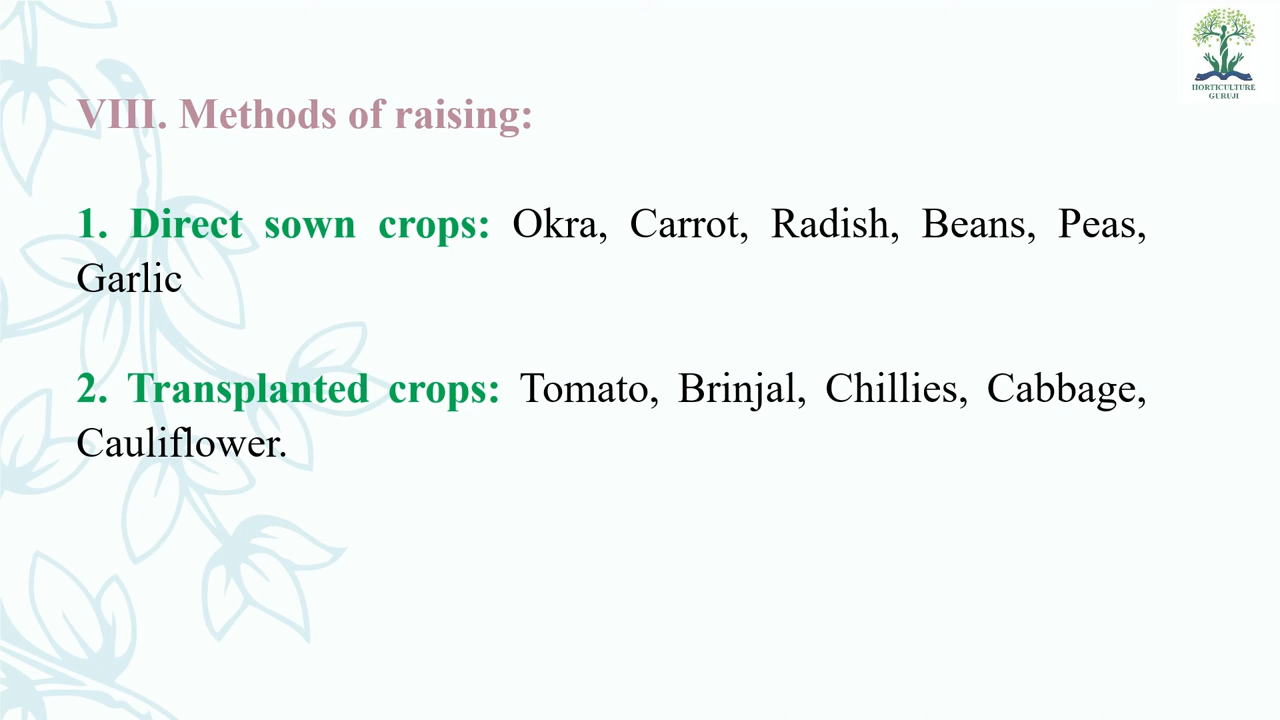 HORTICULTURE
GURUJI
VIII. Methods of raising:
1. Direct sown crops: Okra, Carrot, Radish, Beans, Peas,
Garlic
2. Transplanted crops: Tomato, Brinjal, Chillies, Cabbage,
Cauliflower.